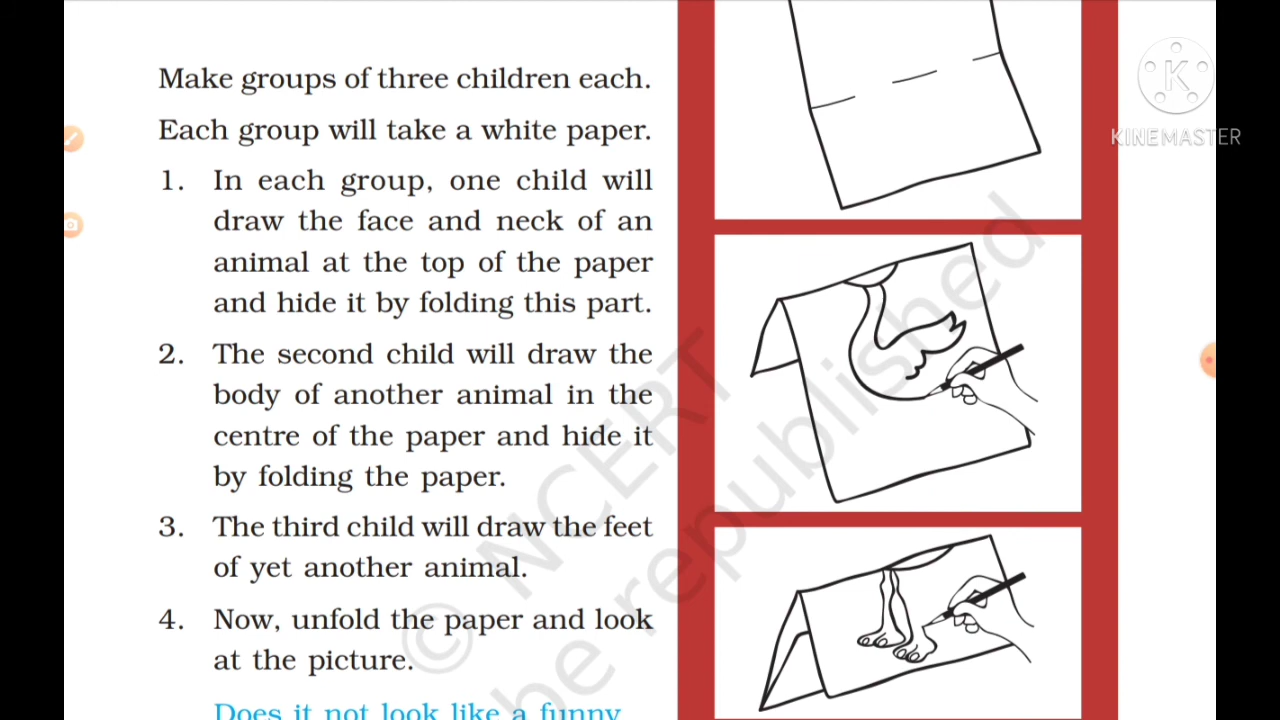 Make groups of three children each.
Each group will take a white paper.
1. In each group, one child will
draw the face and neck of an
animal at the top of the paper
and hide it by folding this part.
2. The second child will draw the
body of another animal in the
centre of the paper and hide it
by folding the paper.
3. The third child will draw the feet
of yet another animal.
4. Now, unfold the paper and look
at the picture.
Does it not look like a funny
© NCERT
be republished
K
KINEMASTER